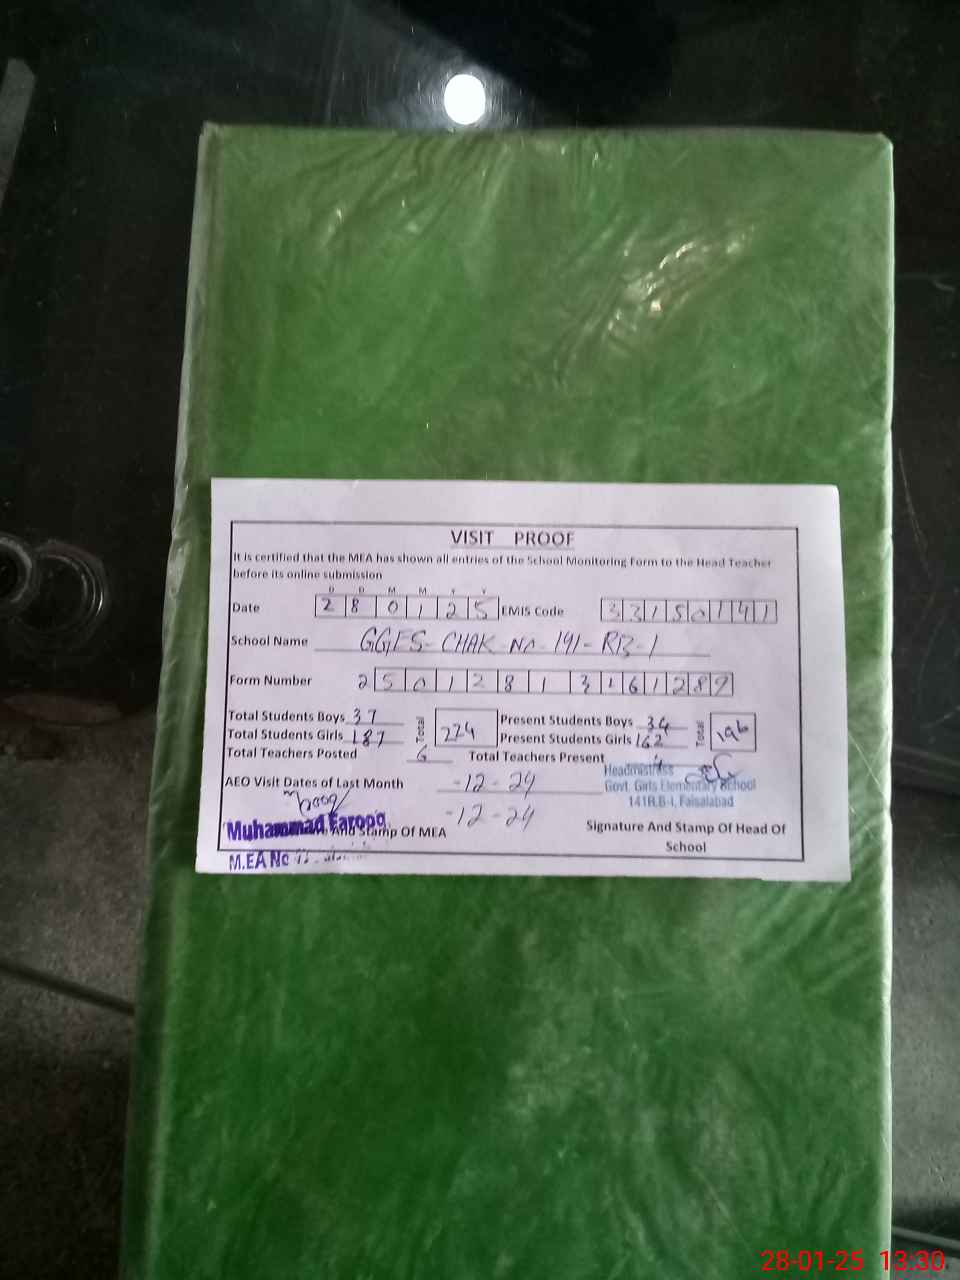 VISIT PROOF
It is certified that the MEA has shown all entries of the School Monitoring Form to the Head Teacher
before its online submission
D D M M Y Y
Date 2 8 0 1 2 5 EMIS Code 3 3 1 5 0 1 4 1
School Name GGES- CHAK No-141- RB-1
Form Number 2 5 0 1 2 8 1 3 1 6 1 2 8 9
Total Students Boys 37 Total 224 Present Students Boys 34 Total 196
Total Students Girls 187 Present Students Girls 162
Total Teachers Posted 6 Total Teachers Present
Headmistress
AEO Visit Dates of Last Month -12-24 Govt. Girls Elementary School
141R.B-I, Faisalabad
-12-24
Muhammad Farooq And Stamp Of MEA Signature And Stamp Of Head Of
School
M.EA No
28-01-25 13:30